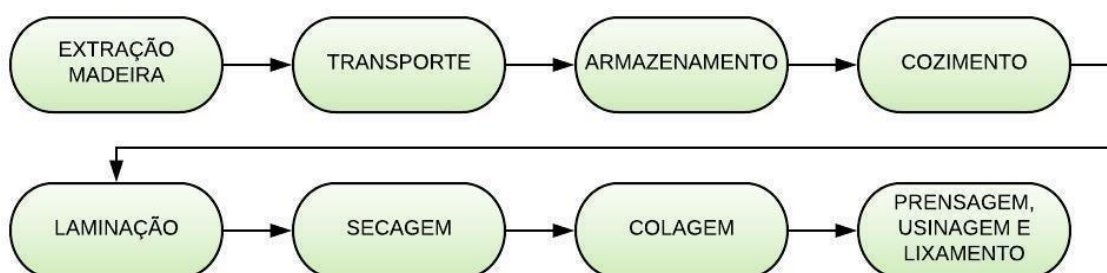 EXTRAÇÃO
MADEIRA
TRANSPORTE
ARMAZENAMENTO
COZIMENTO
LAMINAÇÃO
SECAGEM
COLAGEM
PRENSAGEM,
USINAGEM E
LIXAMENTO